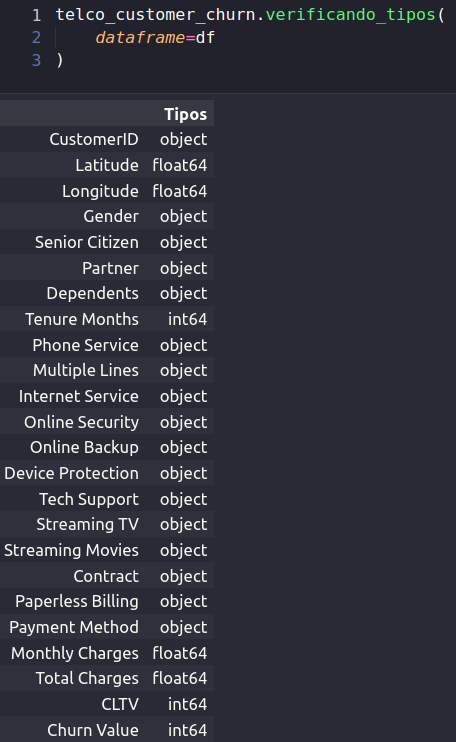 1 telco_customer_churn.verificando_tipos(
2     dataframe=df
3 )
Tipos
CustomerID object
Latitude float64
Longitude float64
Gender object
Senior Citizen object
Partner object
Dependents object
Tenure Months int64
Phone Service object
Multiple Lines object
Internet Service object
Online Security object
Online Backup object
Device Protection object
Tech Support object
Streaming TV object
Streaming Movies object
Contract object
Paperless Billing object
Payment Method object
Monthly Charges float64
Total Charges float64
CLTV int64
Churn Value int64